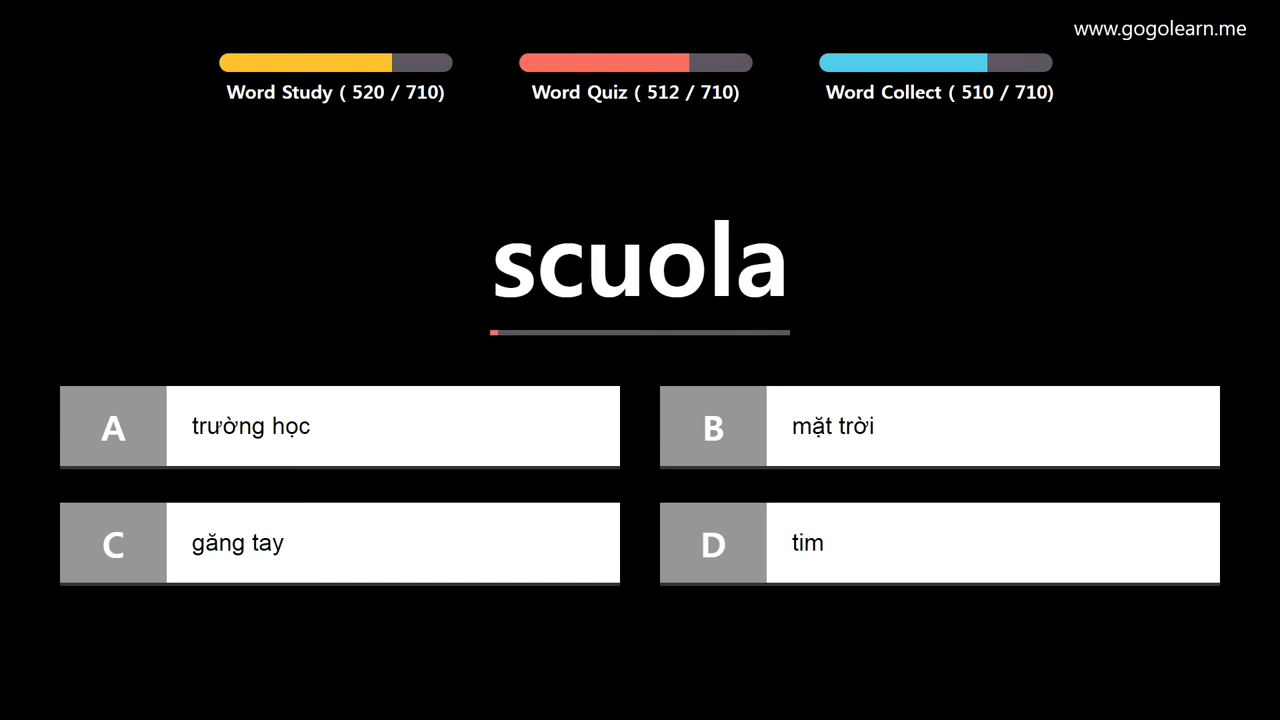 www.gogolearn.me
Word Study ( 520 / 710)
Word Quiz ( 512 / 710)
Word Collect ( 510 / 710)
scuola
A
trường học
B
mặt trời
C
găng tay
D
tim